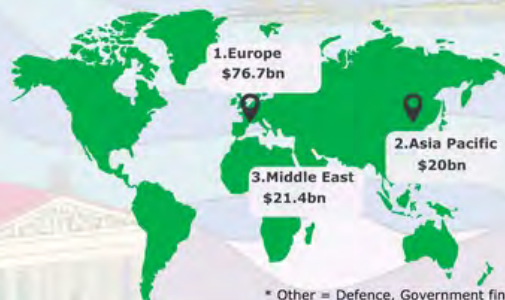 1.Europe
$76.7bn
2.Asia Pacific
$20bn
3.Middle East
$21.4bn
* Other = Defence, Government fin